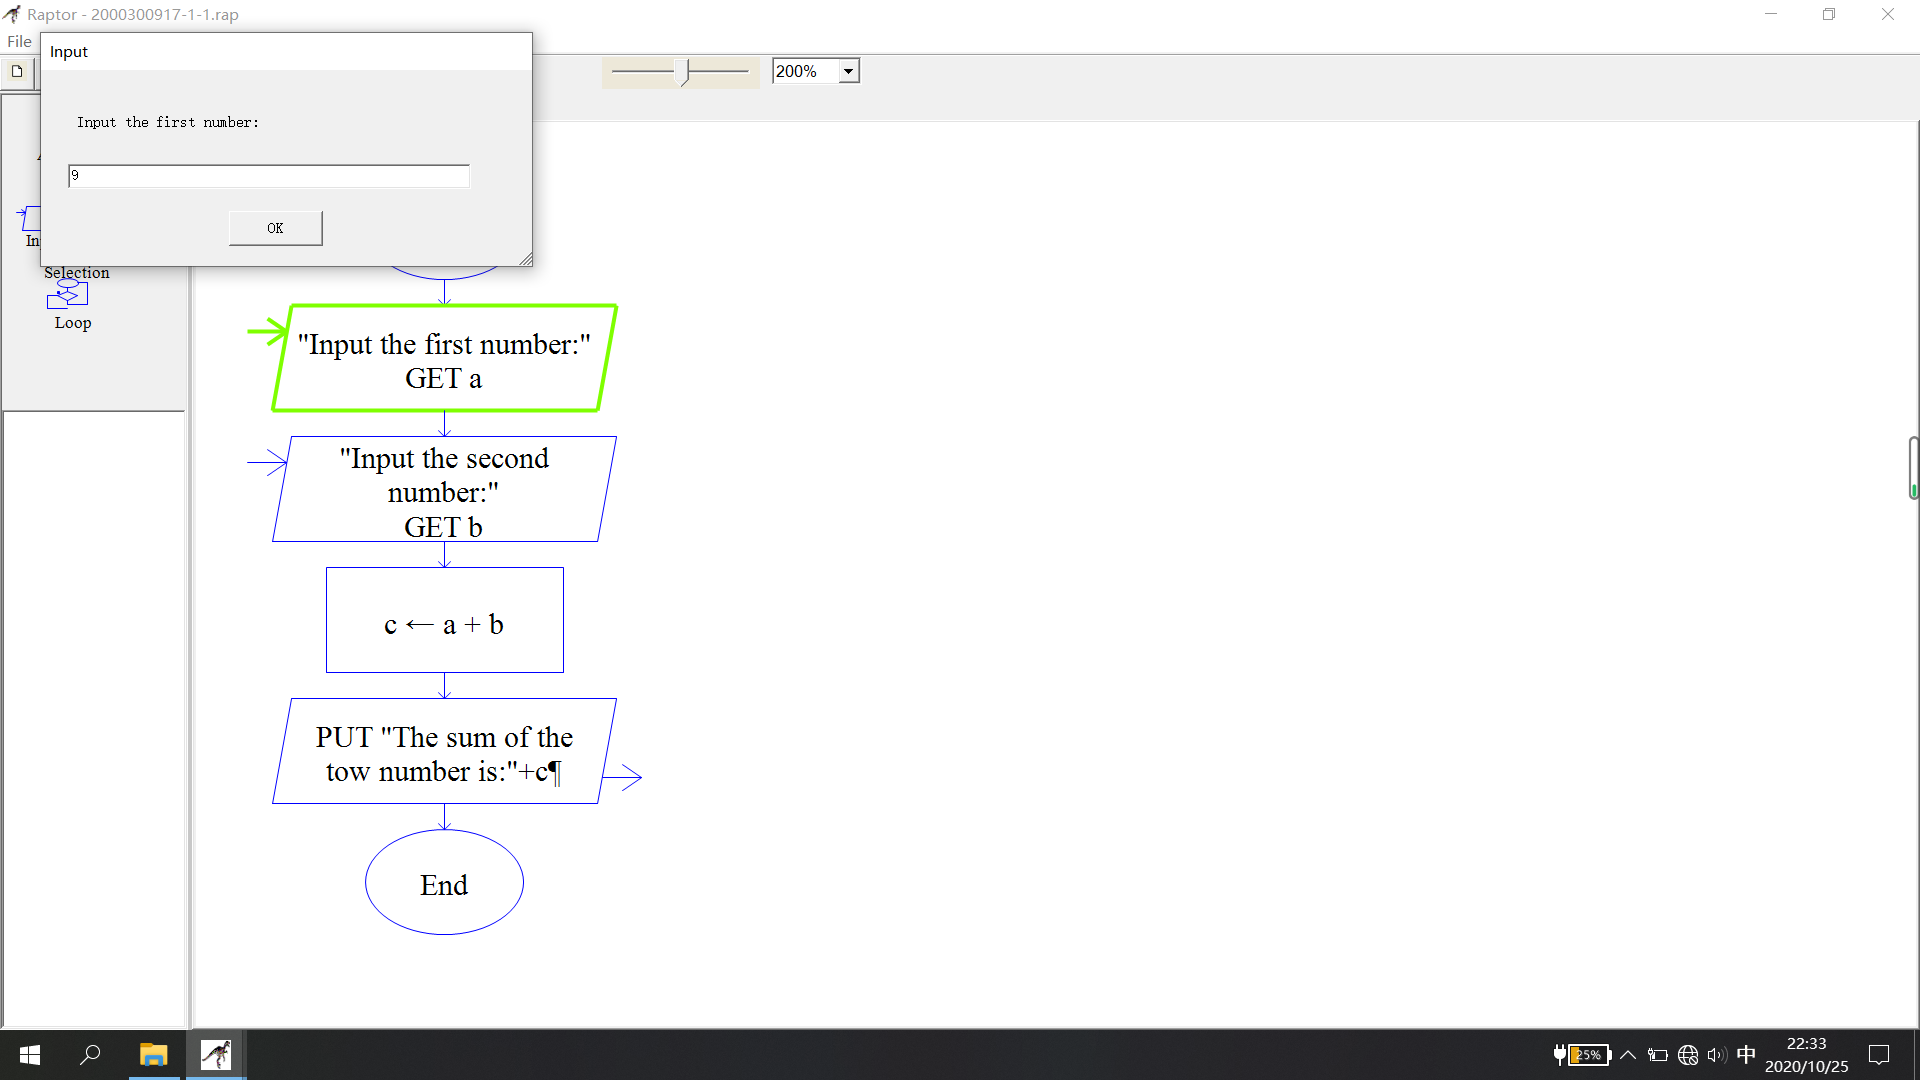 Raptor - 2000300917-1-1.rap
File
Input
200%
Input the first number:
9
OK
Selection
Loop
"Input the first number:"
GET a
"Input the second
number:"
GET b
c ← a + b
PUT "The sum of the
tow number is:"+c¶
End
25%
中
22:33
2020/10/25